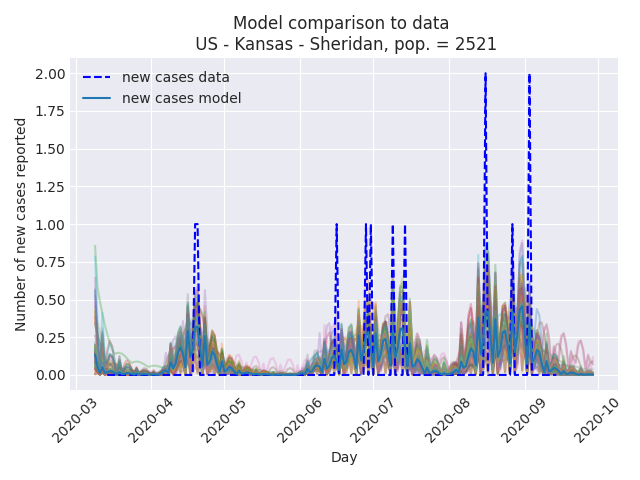 Model comparison to data
US - Kansas - Sheridan, pop. = 2521
new cases data
new cases model
Number of new cases reported
2.00
1.75
1.50
1.25
1.00
0.75
0.50
0.25
0.00
2020-03
2020-04
2020-05
2020-06
2020-07
2020-08
2020-09
2020-10
Day